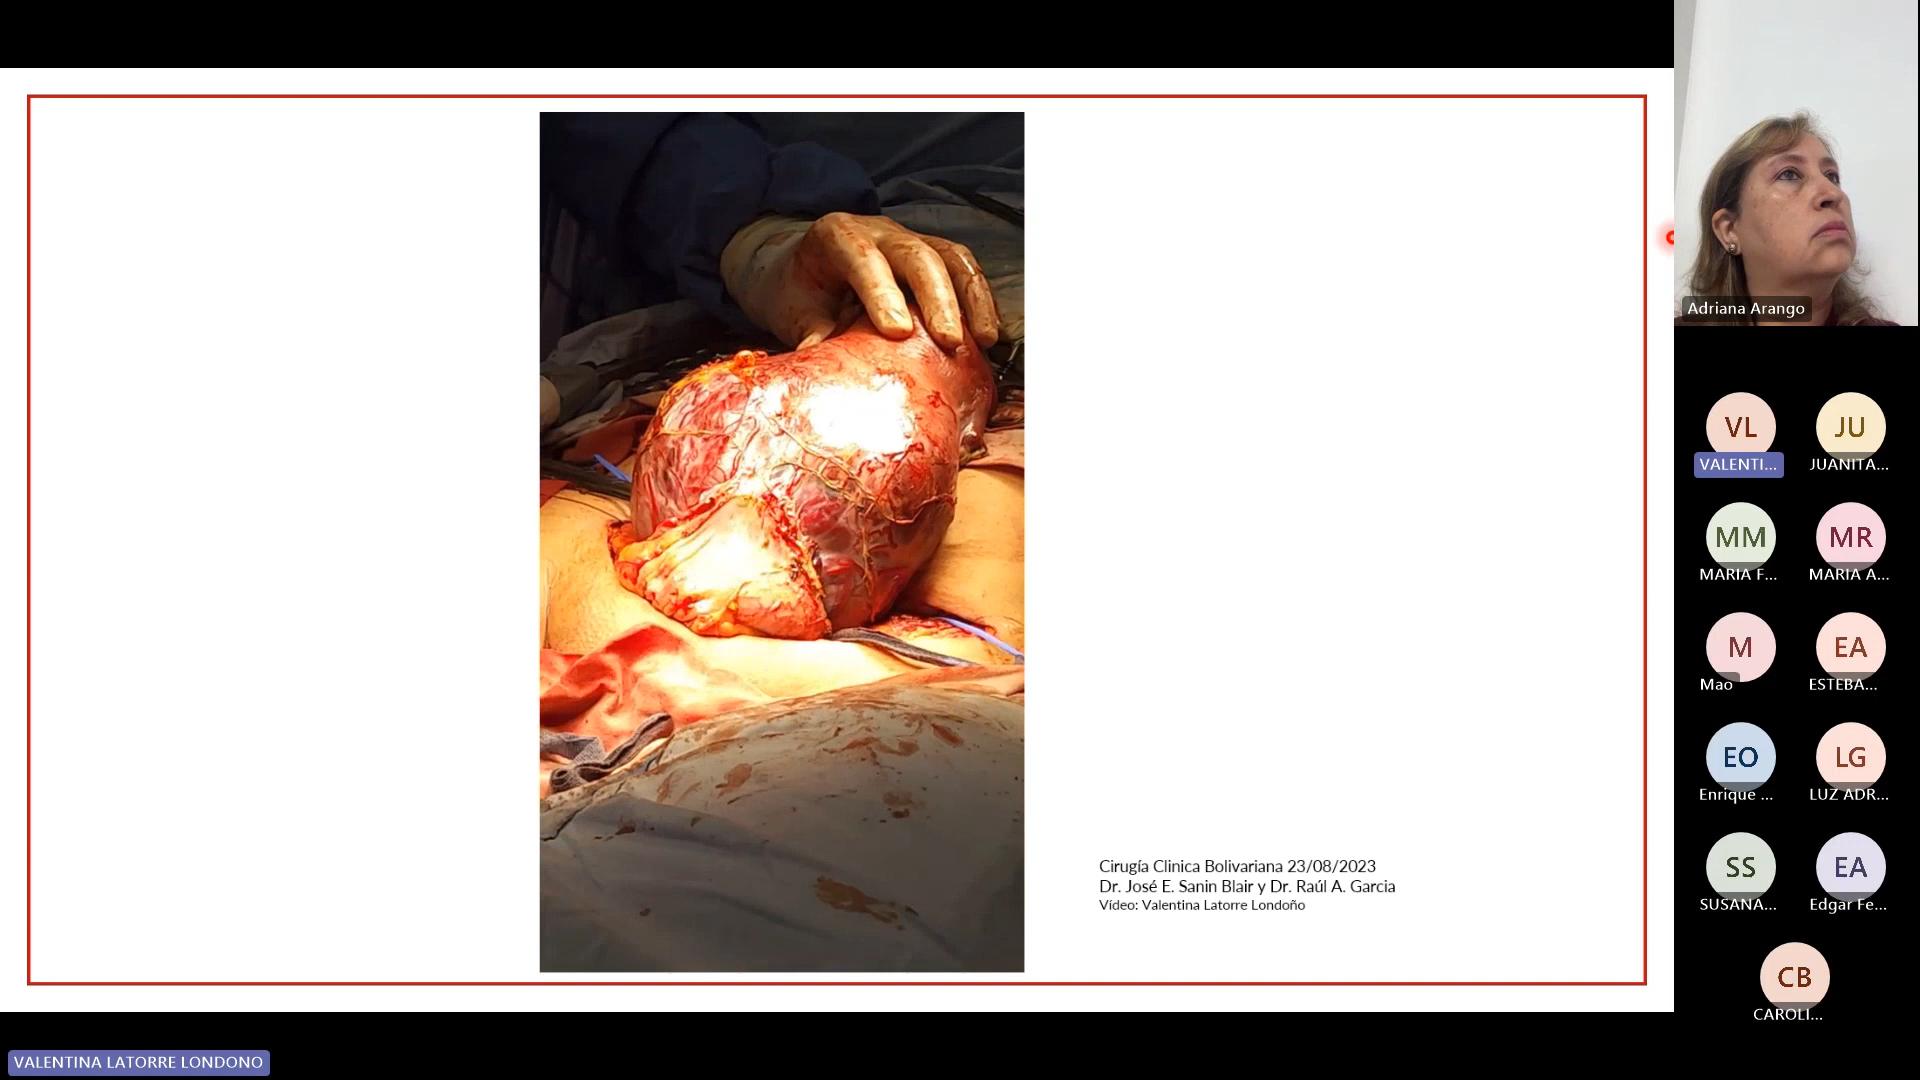 Cirugía Clinica Bolivariana 23/08/2023
Dr. José E. Sanin Blair y Dr. Raúl A. Garcia
Vídeo: Valentina Latorre Londoño
Adriana Arango
VL
JU
VALENTI...
JUANITA...
MM
MR
MARIA F...
MARIA A...
M
EA
Mao
ESTEBA...
EO
LG
Enrique ...
LUZ ADR...
SS
EA
SUSANA...
Edgar Fe...
CB
CAROLI...
VALENTINA LATORRE LONDONO